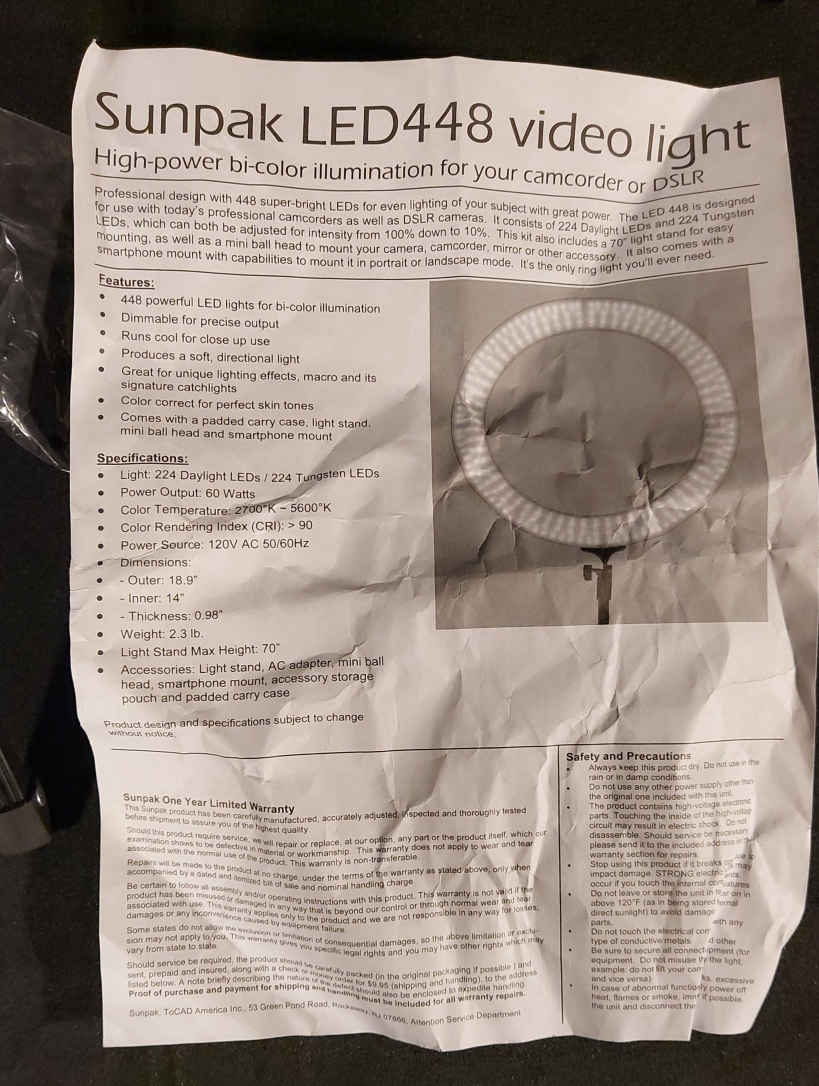 Sunpak LED448 video light
High-power bi-color illumination for your camcorder or DSLR
Professional design with 448 super-bright LEDs for even lighting of your subject with great power. The LED 448 is designed
for use with today's professional camcorders as well as DSLR cameras. It consists of 224 Daylight LEDs and 224 Tungsten
LEDs, which can both be adjusted for intensity from 100% down to 10%. This kit also includes a 70" light stand for easy
mounting, as well as a mini ball head to mount your camera, camcorder, mirror or other accessory. It also comes with a
smartphone mount with capabilities to mount it in portrait or landscape mode. It's the only ring light you'll ever need.
Features:
• 448 powerful LED lights for bi-color illumination
• Dimmable for precise output
• Runs cool for close up use
• Produces a soft, directional light
• Great for unique lighting effects, macro and its
signature catchlights
• Color correct for perfect skin tones
• Comes with a padded carry case, light stand,
mini ball head and smartphone mount
Specifications:
• Light: 224 Daylight LEDs / 224 Tungsten LEDs
• Power Output: 60 Watts
• Color Temperature: 2700°K ~ 5600°K
• Color Rendering Index (CRI): > 90
• Power Source: 120V AC 50/60Hz
• Dimensions:
• - Outer: 18.9"
• - Inner: 14"
• - Thickness: 0.98"
• Weight: 2.3 lb.
• Light Stand Max Height: 70"
• Accessories: Light stand, AC adapter, mini ball
head, smartphone mount, accessory storage
pouch and padded carry case
Product design and specifications subject to change
without notice.
Sunpak One Year Limited Warranty
This Sunpak product has been carefully manufactured, accurately adjusted, inspected and thoroughly tested
before shipment to assure you of the highest quality
Should this product require service, we will repair or replace, at our option, any part or the product itself, which our
examination shows to be defective in material or workmanship. This warranty does not apply to wear and tear
associated with the normal use of the product. This warranty is non-transferable.
Repairs will be made to the product at no charge, under the terms of the warranty as stated above, only when
accompanied by a dated and itemized bill of sale and nominal handling charge
Be certain to follow all assembly and/or operating instructions with this product. This warranty is not valid if the
product has been misused or damaged in any way that is beyond our control or through normal wear and tear
associated with use. This warranty applies only to the product and we are not responsible in any way for losses,
damages or any inconvenience caused by equipment failure.
Some states do not allow the exclusion or limitation of consequential damages, so the above limitation or exclu-
sion may not apply to you. This warranty gives you specific legal rights and you may have other rights which may
vary from state to state
Should service be required, the product should be carefully packed (in the original packaging if possible) and
sent, prepaid and insured, along with a check or money order for $9.95 (shipping and handling), to the address
listed below. A note briefly describing the nature of the defect should also be enclosed to expedite handling
Proof of purchase and payment for shipping and handling must be included for all warranty repairs.
Sunpak, ToCAD America Inc., 53 Green Pond Road, Rockaway, NJ 07866, Attention Service Department
Safety and Precautions
• Always keep this product dry. Do not use in the
rain or in damp conditions.
• Do not use any other power supply other than
the original one included with this unit.
• The product contains high-voltage electronic
parts. Touching the inside of the high-voltage
circuit may result in electric shock. Do not
disassemble. Should service be necessary
please send it to the included address in
warranty section for repairs.
• Stop using this product if it breaks may
impact damage. STRONG
occur if you touch the internal
• Do not leave or store the unit in
above 120°F (as in being stored
direct sunlight) to avoid damage
parts. with any
• Do not touch the electrical
type of conductive metals. other
• Be sure to secure all (for
equipment. Do not misuse the light,
example: do not lift your
and vice versa) excessive
• In case of abnormal power off
heat, flames or smoke, if possible.
the unit and disconnect